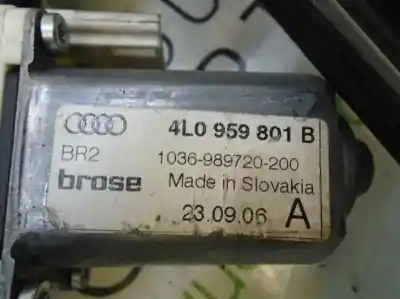 4L0 959 801 B
BR2 1036-989720-200
brose Made in Slovakia
23.09.06 A